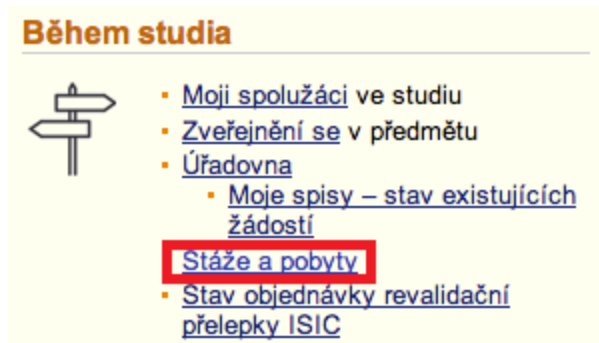 Během studia
Moji spolužáci ve studiu
Zveřejnění se v předmětu
Úřadovna
Moje spisy – stav existujících
žádostí
Stáže a pobyty
Stav objednávky revalidační
přelepky ISIC